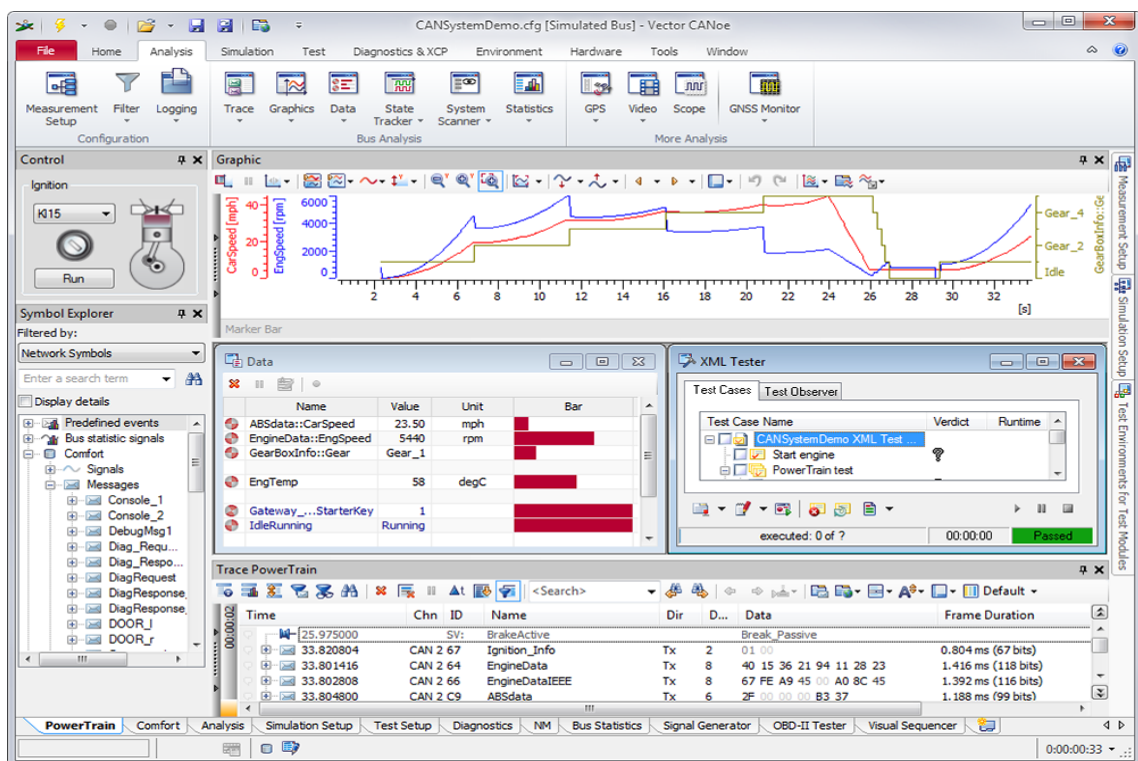 CANSystemDemo.cfg [Simulated Bus] - Vector CANoe
File Home Analysis Simulation Test Diagnostics & XCP Environment Hardware Tools Window
Measurement Setup Filter Logging Trace Graphics Data State Tracker System Scanner Statistics GPS Video Scope GNSS Monitor
Configuration Bus Analysis More Analysis
Control
Ignition
Kl15
Run
Symbol Explorer
Filtered by:
Network Symbols
Enter a search term
Display details
Predefined events
Bus statistic signals
Comfort
Signals
Messages
Console_1
Console_2
DebugMsg1
Diag_Requ...
Diag_Respo...
DiagRequest
DiagResponse
DiagResponse_
DOOR_l
DOOR_r
Graphic
CarSpeed [mph]
40
20
0
EngSpeed [rpm]
6000
4000
2000
0
Gear_4
Gear_2
Idle
GearBoxInfo::Ge
2 4 6 8 10 12 14 16 18 20 22 24 26 28 30 32
[s]
Marker Bar
Data
Name Value Unit Bar
ABSdata::CarSpeed 23.50 mph
EngineData::EngSpeed 5440 rpm
GearBoxInfo::Gear Gear_1
EngTemp 58 degC
Gateway_...StarterKey 1
IdleRunning Running
XML Tester
Test Cases Test Observer
Test Case Name Verdict Runtime
CANSystemDemo XML Test ...
Start engine ?
PowerTrain test
executed: 0 of ? 00:00:00 Passed
Trace PowerTrain
<Search> Default
00:00:02
Time Chn ID Name Dir D... Data Frame Duration
25.975000 SV: BrakeActive Break_Passive
33.820804 CAN 2 67 Ignition_Info Tx 2 01 00 0.804 ms (67 bits)
33.801416 CAN 2 64 EngineData Tx 8 40 15 36 21 94 11 28 23 1.416 ms (118 bits)
33.802808 CAN 2 66 EngineDataIEEE Tx 8 67 FE A9 45 00 A0 8C 45 1.392 ms (116 bits)
33.804800 CAN 2 C9 ABSdata Tx 6 2F 00 00 00 B3 37 1.188 ms (99 bits)
Measurement Setup
Simulation Setup
Test Environments for Test Modules
PowerTrain Comfort Analysis Simulation Setup Test Setup Diagnostics NM Bus Statistics Signal Generator OBD-II Tester Visual Sequencer
0:00:00:33